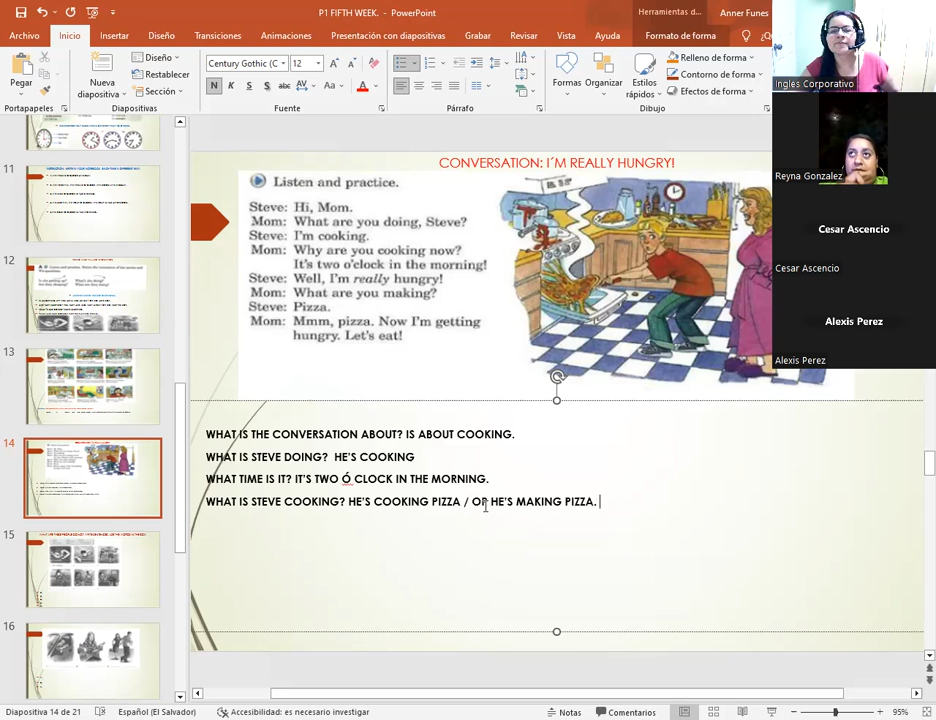 P1 FIFTH WEEK. - PowerPoint
Herramientas d...
Anner Funes
Archivo
Inicio
Insertar
Diseño
Transiciones
Animaciones
Presentación con diapositivas
Grabar
Revisar
Vista
Ayuda
Formato de forma
Pegar
Nueva diapositiva
Diseño
Restablecer
Sección
Century Gothic (C
12
N
K
S
abc
AV
Aa
A
Formas
Organizar
Estilos rápidos
Relleno de forma
Contorno de forma
Efectos de forma
Portapapeles
Diapositivas
Fuente
Párrafo
Dibujo
Ingles Corporativo
Reyna Gonzalez
Cesar Ascencio
Cesar Ascencio
Alexis Perez
Alexis Perez
11
12
13
14
15
16
CONVERSATION: I´M REALLY HUNGRY!
Listen and practice.
Steve: Hi, Mom.
Mom: What are you doing, Steve?
Steve: I'm cooking.
Mom: Why are you cooking now?
It's two o'clock in the morning!
Steve: Well, I'm really hungry!
Mom: What are you making?
Steve: Pizza.
Mom: Mmm, pizza. Now I'm getting
hungry. Let's eat!
WHAT IS THE CONVERSATION ABOUT? IS ABOUT COOKING.
WHAT IS STEVE DOING? HE'S COOKING
WHAT TIME IS IT? IT'S TWO Ó CLOCK IN THE MORNING.
WHAT IS STEVE COOKING? HE'S COOKING PIZZA / OR HE'S MAKING PIZZA.
Diapositiva 14 de 21
Español (El Salvador)
Accesibilidad: es necesario investigar
Notas
Comentarios
95%